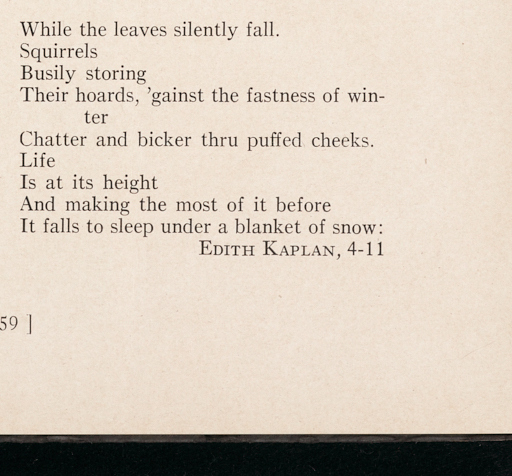 While the leaves silently fall.
Squirrels
Busily storing
Their hoards, 'gainst the fastness of win-
ter
Chatter and bicker thru puffed cheeks.
Life
Is at its height
And making the most of it before
It falls to sleep under a blanket of snow:
EDITH KAPLAN, 4-11
59 ]